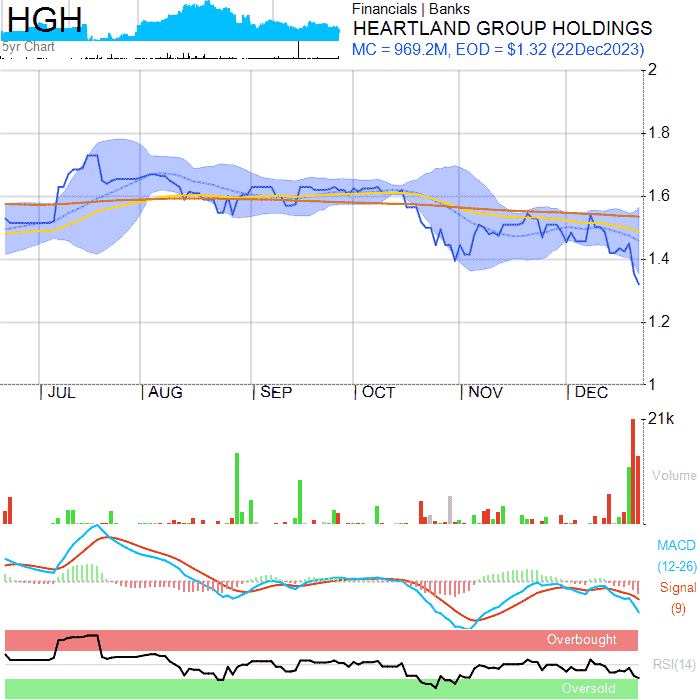 HGH
5yr Chart
Financials | Banks
HEARTLAND GROUP HOLDINGS
MC = 969.2M, EOD = $1.32 (22Dec2023)
2
1.8
1.6
1.4
1.2
1
JUL AUG SEP OCT NOV DEC
21k
Volume
MACD
(12-26)
Signal
(9)
Overbought
RSI(14)
Oversold